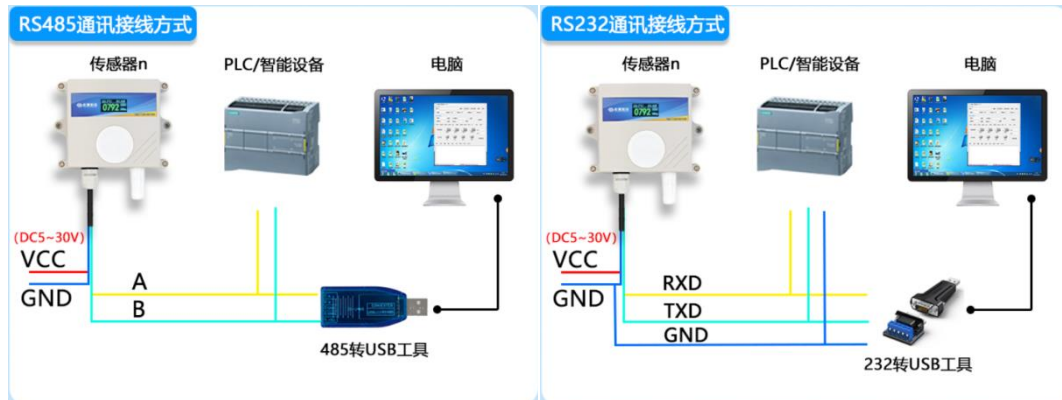 RS485通讯接线方式
传感器n
PLC/智能设备
电脑
0792
(DC5~30V)
VCC
GND
A
B
485转USB工具
RS232通讯接线方式
传感器n
PLC/智能设备
电脑
0792
(DC5~30V)
VCC
GND
RXD
TXD
GND
232转USB工具